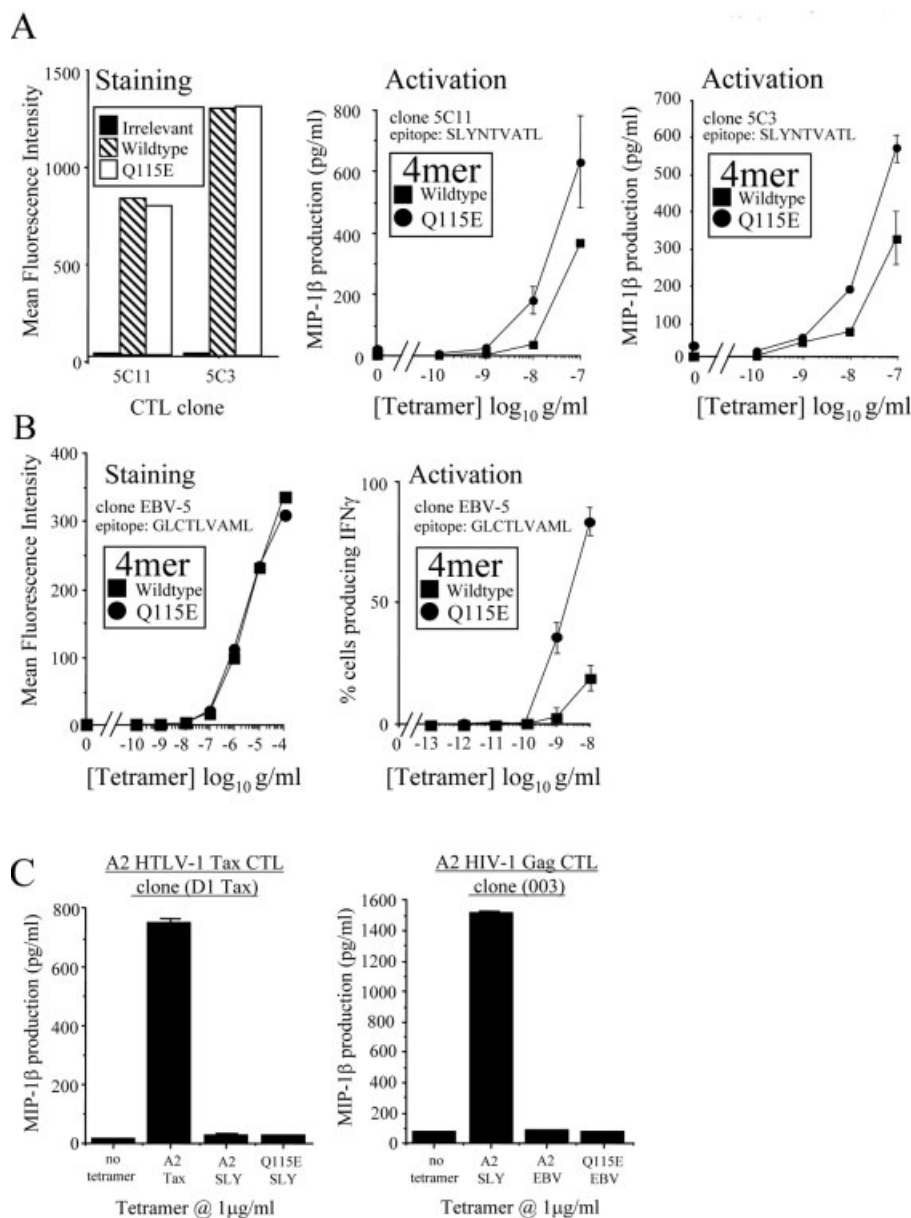 A
Staining
Mean Fluorescence Intensity
1500
1000
500
0
Irrelevant
Wildtype
Q115E
5C11
5C3
CTL clone
Activation
clone 5C11
epitope: SLYNTVATL
4mer
Wildtype
Q115E
MIP-1β production (pg/ml)
800
600
400
200
0
0
-10
-9
-8
-7
[Tetramer] log10 g/ml
Activation
clone 5C3
epitope: SLYNTVATL
4mer
Wildtype
Q115E
MIP-1β production (pg/ml)
700
600
500
400
300
200
100
0
0
-10
-9
-8
-7
[Tetramer] log10 g/ml
B
Staining
clone EBV-5
epitope: GLCTLVAML
4mer
Wildtype
Q115E
Mean Fluorescence Intensity
400
300
200
100
0
0
-10
-9
-8
-7
-6
-5
-4
[Tetramer] log10 g/ml
Activation
clone EBV-5
epitope: GLCTLVAML
4mer
Wildtype
Q115E
% cells producing IFNγ
100
50
0
0
-13
-12
-11
-10
-9
-8
[Tetramer] log10 g/ml
C
A2 HTLV-1 Tax CTL
clone (D1 Tax)
MIP-1β production (pg/ml)
800
600
400
200
0
no
tetramer
A2
Tax
A2
SLY
Q115E
SLY
Tetramer @ 1µg/ml
A2 HIV-1 Gag CTL
clone (003)
MIP-1β production (pg/ml)
1600
1400
1200
1000
800
600
400
200
0
no
tetramer
A2
SLY
A2
EBV
Q115E
EBV
Tetramer @ 1µg/ml